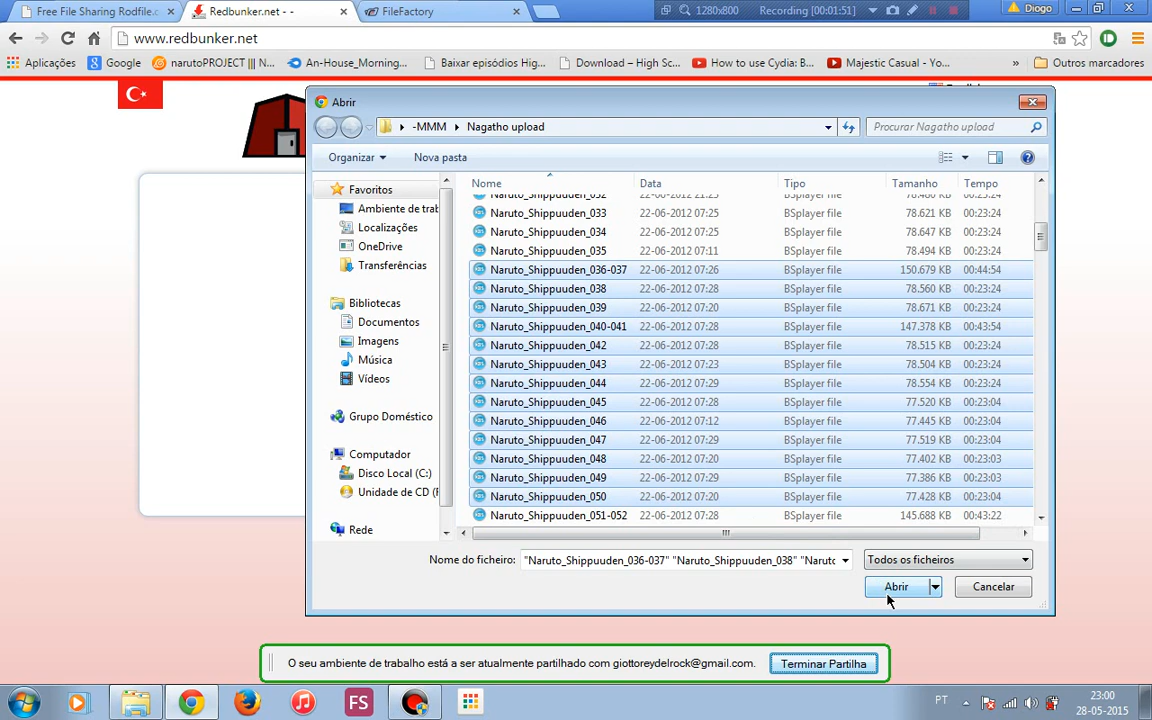 Free File Sharing Rodfile.c
Redbunker.net - -
FileFactory
1280x800
Recording [00:01:51]
Diogo
www.redbunker.net
Aplicações
Google
narutoPROJECT ||| N...
An-House_Morning...
Baixar episódios Hig...
Download – High Sc...
How to use Cydia: B...
Majestic Casual - Yo...
»
Outros marcadores
Abrir
-MMM
Nagatho upload
Procurar Nagatho upload
Organizar
Nova pasta
Favoritos
Ambiente de trab
Localizações
OneDrive
Transferências
Bibliotecas
Documentos
Imagens
Música
Vídeos
Grupo Doméstico
Computador
Disco Local (C:)
Unidade de CD (F
Rede
Nome Data Tipo Tamanho Tempo
Naruto_Shippuuden_032 22-06-2012 21:25 BSplayer file 78.480 KB 00:23:24
Naruto_Shippuuden_033 22-06-2012 07:25 BSplayer file 78.621 KB 00:23:24
Naruto_Shippuuden_034 22-06-2012 07:25 BSplayer file 78.647 KB 00:23:24
Naruto_Shippuuden_035 22-06-2012 07:11 BSplayer file 78.494 KB 00:23:24
Naruto_Shippuuden_036-037 22-06-2012 07:26 BSplayer file 150.679 KB 00:44:54
Naruto_Shippuuden_038 22-06-2012 07:28 BSplayer file 78.560 KB 00:23:24
Naruto_Shippuuden_039 22-06-2012 07:20 BSplayer file 78.671 KB 00:23:24
Naruto_Shippuuden_040-041 22-06-2012 07:28 BSplayer file 147.378 KB 00:43:54
Naruto_Shippuuden_042 22-06-2012 07:28 BSplayer file 78.515 KB 00:23:24
Naruto_Shippuuden_043 22-06-2012 07:23 BSplayer file 78.504 KB 00:23:24
Naruto_Shippuuden_044 22-06-2012 07:29 BSplayer file 78.554 KB 00:23:24
Naruto_Shippuuden_045 22-06-2012 07:28 BSplayer file 77.520 KB 00:23:04
Naruto_Shippuuden_046 22-06-2012 07:12 BSplayer file 77.445 KB 00:23:04
Naruto_Shippuuden_047 22-06-2012 07:29 BSplayer file 77.519 KB 00:23:04
Naruto_Shippuuden_048 22-06-2012 07:20 BSplayer file 77.402 KB 00:23:03
Naruto_Shippuuden_049 22-06-2012 07:29 BSplayer file 77.386 KB 00:23:03
Naruto_Shippuuden_050 22-06-2012 07:20 BSplayer file 77.428 KB 00:23:04
Naruto_Shippuuden_051-052 22-06-2012 07:28 BSplayer file 145.688 KB 00:43:22
Nome do ficheiro: "Naruto_Shippuuden_036-037" "Naruto_Shippuuden_038" "Naruto
Todos os ficheiros
Abrir
Cancelar
O seu ambiente de trabalho está a ser atualmente partilhado com giottoreydelrock@gmail.com.
Terminar Partilha
FS
PT
23:00
28-05-2015